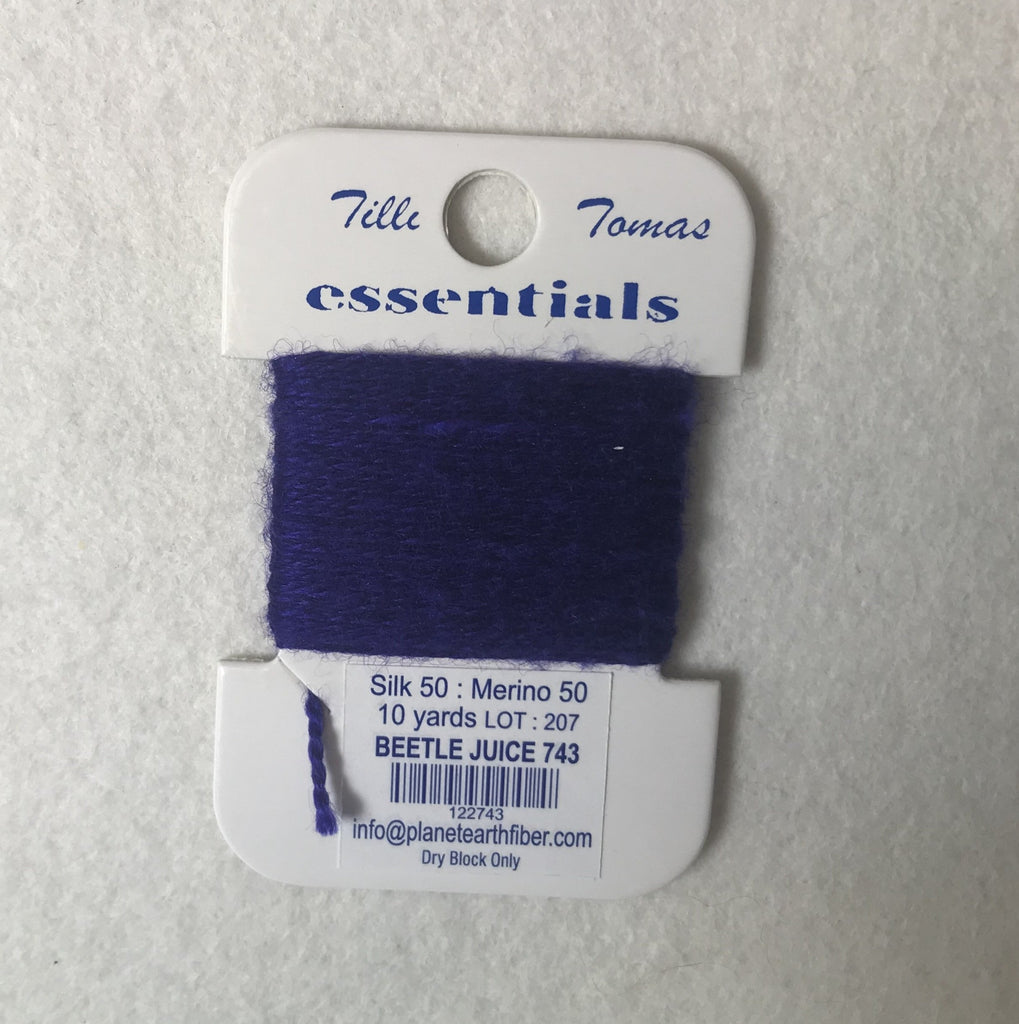 Tilli Tomas
essentials
Silk 50 : Merino 50
10 yards LOT : 207
BEETLE JUICE 743
122743
info@planetearthfiber.com
Dry Block Only